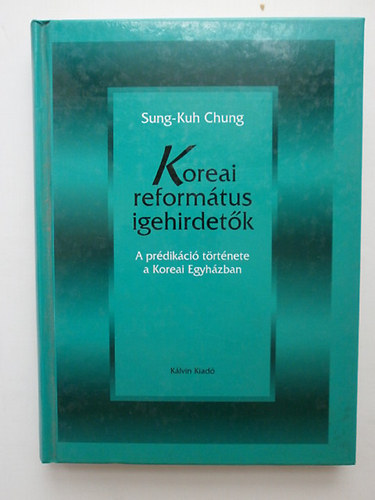 Sung-Kuh Chung
Koreai
református
igehirdetők
A prédikáció története
a Koreai Egyházban
Kálvin Kiadó